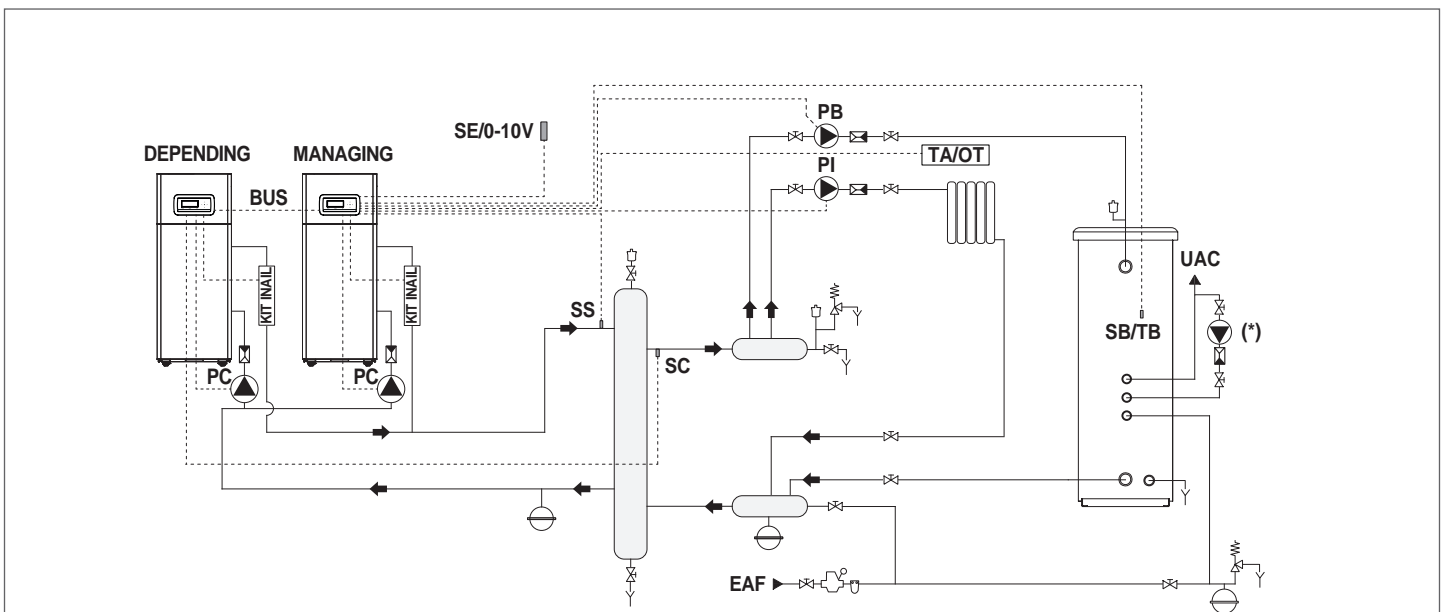 SE/0-10V
PB
TA/OT
DEPENDING
MANAGING
PI
BUS
KIT INAIL
KIT INAIL
UAC
SS
SB/TB
(*)
SC
PC
PC
EAF